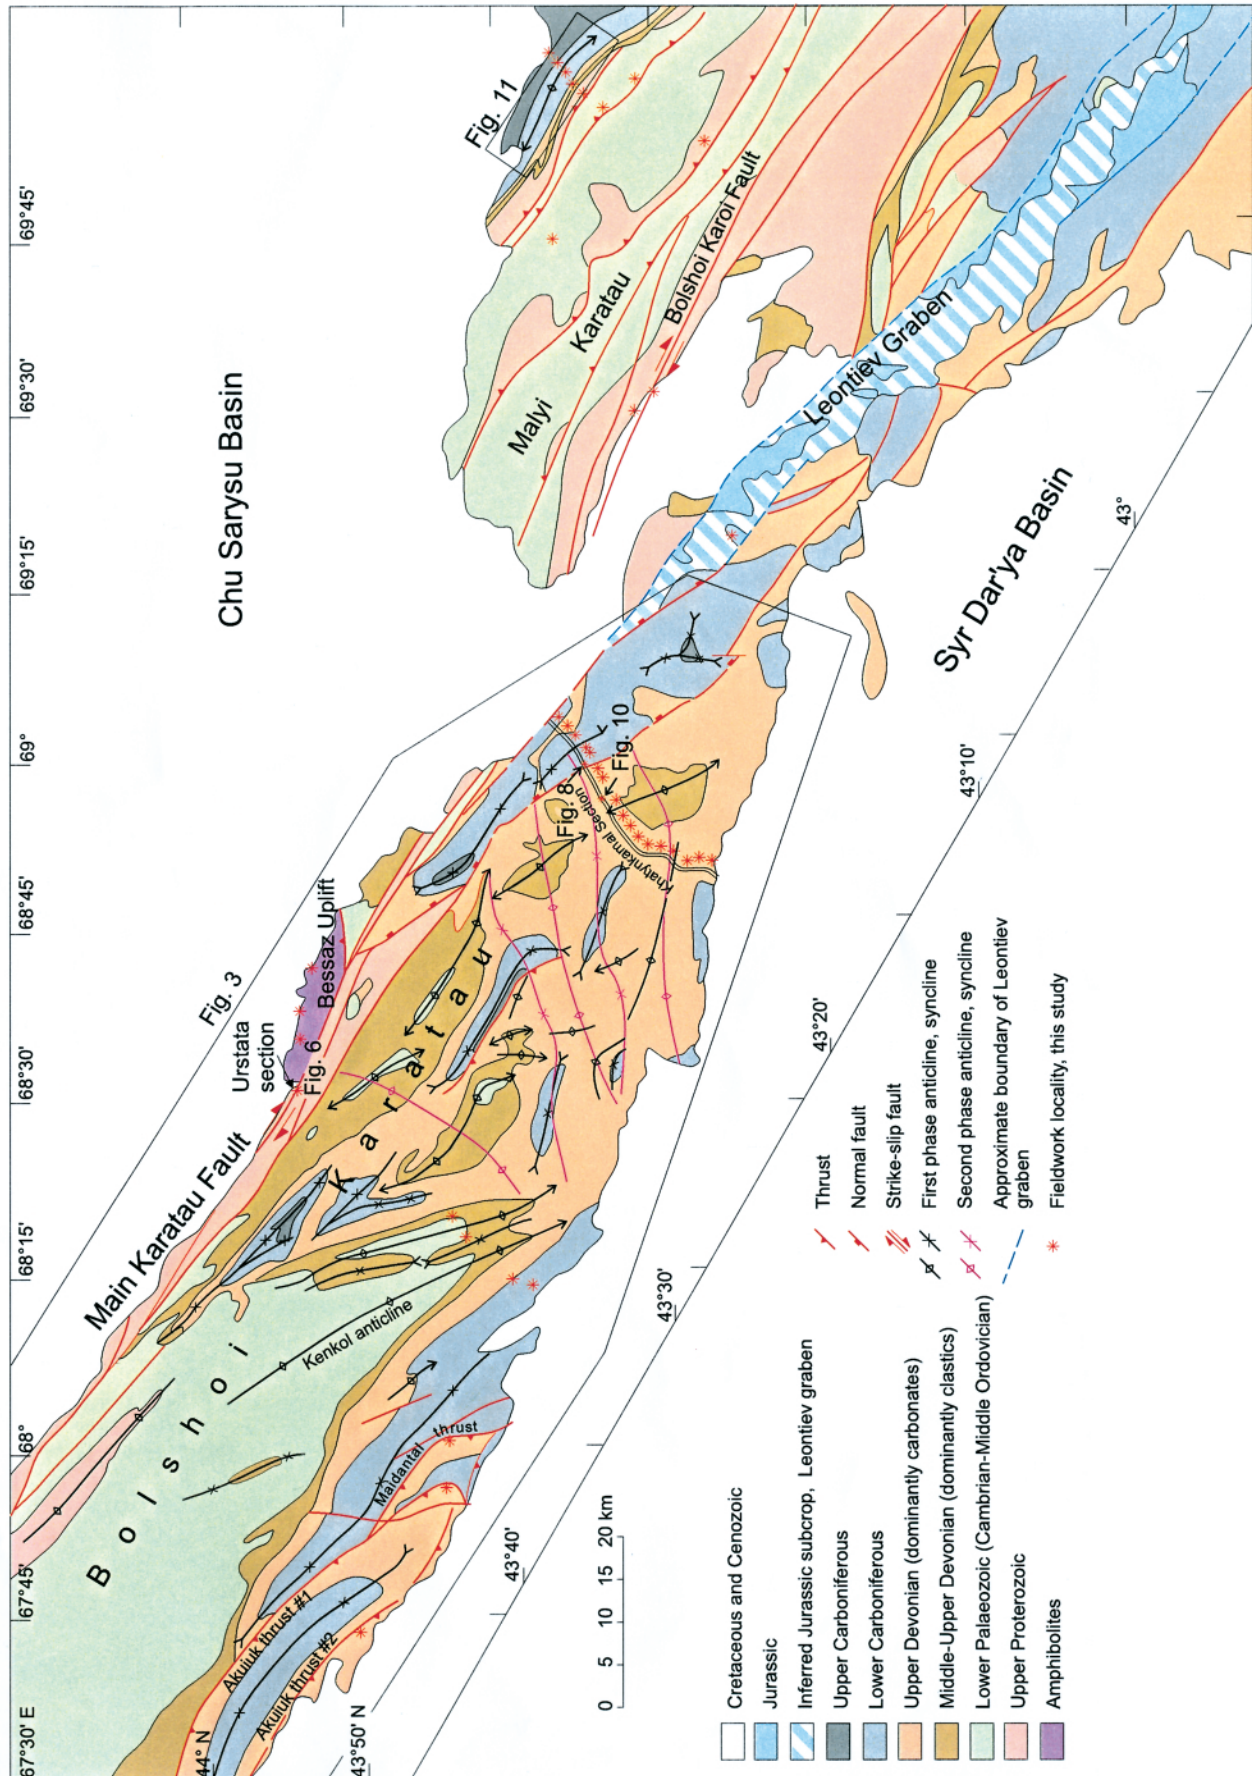 67°30' E
67°45'
68°
68°15'
68°30'
68°45'
69°
69°15'
69°30'
69°45'
44° N
43°50' N
43°40'
43°30'
43°20'
43°10'
43°
Chu Sarysu Basin
Syr Dar'ya Basin
Fig. 11
Malyi
Karatau
Bolshoi Karoi Fault
Leontiev Graben
Fig. 3
Urstata
section
Fig. 6
Bessaz Uplift
Main Karatau Fault
Bolshoi
Karatau
Fig. 8
Fig. 10
Khatynkamal Section
Kenkol anticline
Maidantal thrust
Akuiuk thrust #1
Akuiuk thrust #2
0 5 10 15 20 km
Cretaceous and Cenozoic
Jurassic
Inferred Jurassic subcrop, Leontiev graben
Upper Carboniferous
Lower Carboniferous
Upper Devonian (dominantly carbonates)
Middle-Upper Devonian (dominantly clastics)
Lower Palaeozoic (Cambrian-Middle Ordovician)
Upper Proterozoic
Amphibolites
Thrust
Normal fault
Strike-slip fault
First phase anticline, syncline
Second phase anticline, syncline
Approximate boundary of Leontiev
graben
Fieldwork locality, this study